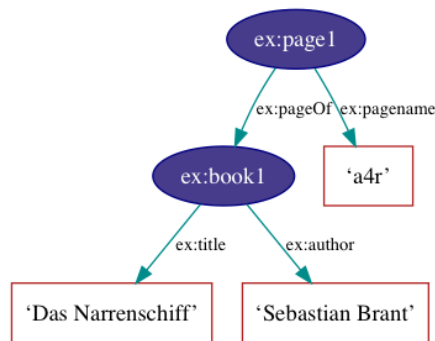 ex:page1
ex:pageOf ex:pagename
ex:book1 ‘a4r’
ex:title ex:author
‘Das Narrenschiff’ ‘Sebastian Brant’